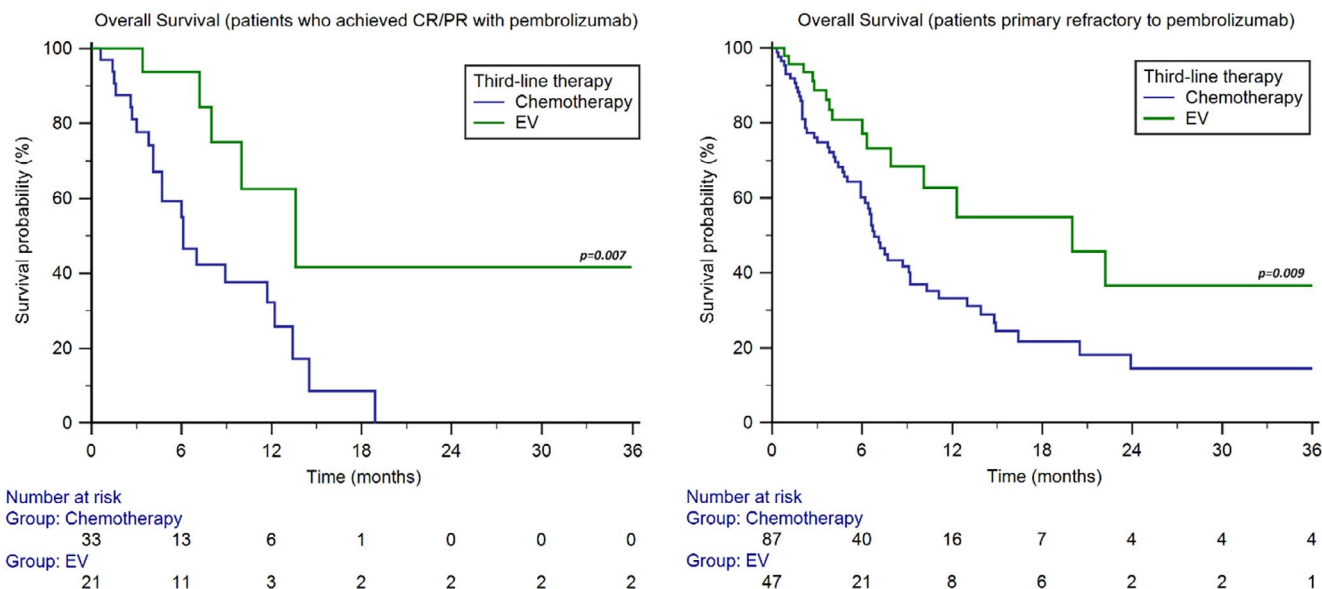 Overall Survival (patients who achieved CR/PR with pembrolizumab)
Survival probability (%)
100
80
60
40
20
0
Third-line therapy
Chemotherapy
EV
p=0.007
0 6 12 18 24 30 36
Time (months)
Number at risk
Group: Chemotherapy
33 13 6 1 0 0 0
Group: EV
21 11 3 2 2 2 2
Overall Survival (patients primary refractory to pembrolizumab)
Survival probability (%)
100
80
60
40
20
0
Third-line therapy
Chemotherapy
EV
p=0.009
0 6 12 18 24 30 36
Time (months)
Number at risk
Group: Chemotherapy
87 40 16 7 4 4 4
Group: EV
47 21 8 6 2 2 1